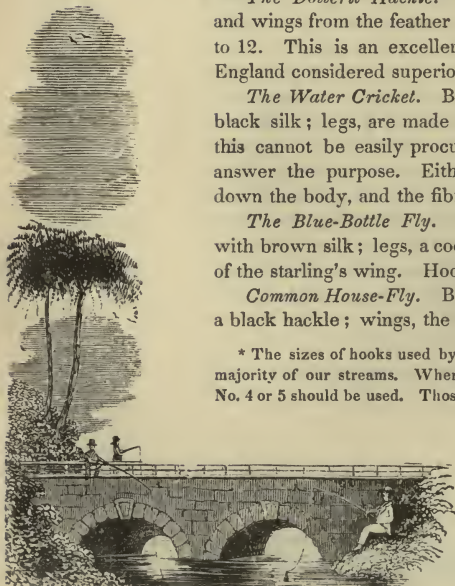 and wings from the feather
to 12. This is an excellen
England considered superio
The Water Cricket. B
black silk; legs, are made
this cannot be easily procu
answer the purpose. Eith
down the body, and the fib
The Blue-Bottle Fly.
with brown silk; legs, a coc
of the starling's wing. Hoo
Common House-Fly. B
a black hackle; wings, the
* The sizes of hooks used by
majority of our streams. When
No. 4 or 5 should be used. Thos